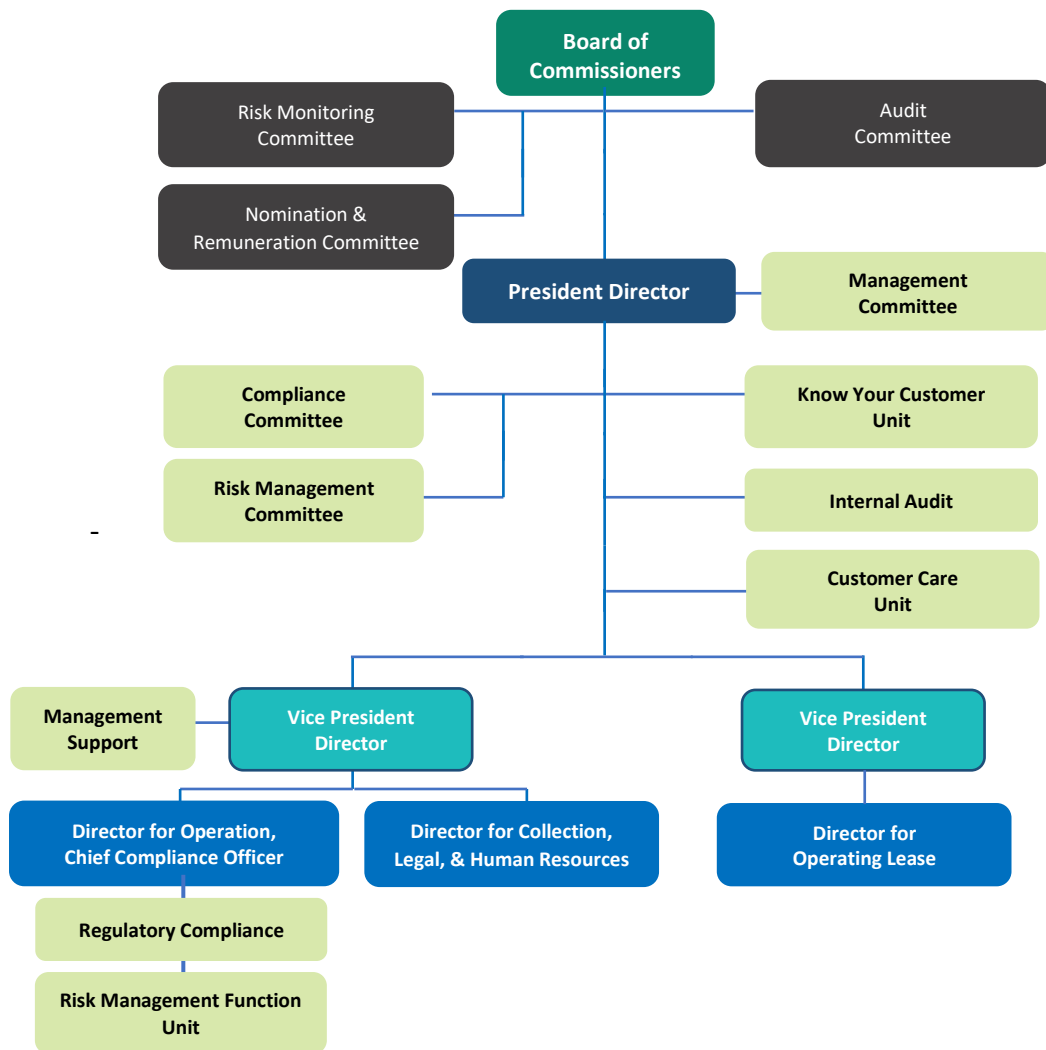 Board of
Commissioners
Risk Monitoring
Committee
Audit
Committee
Nomination &
Remuneration Committee
President Director
Management
Committee
Compliance
Committee
Know Your Customer
Unit
Risk Management
Committee
Internal Audit
-
Customer Care
Unit
Management
Support
Vice President
Director
Vice President
Director
Director for Operation,
Chief Compliance Officer
Director for Collection,
Legal, & Human Resources
Director for
Operating Lease
Regulatory Compliance
Risk Management Function
Unit